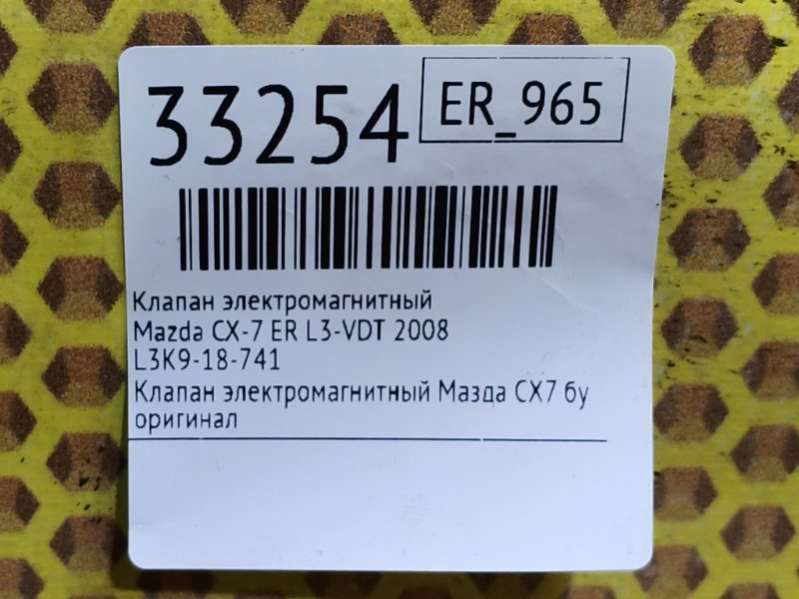 33254
ER_965
Клапан электромагнитный
Mazda CX-7 ER L3-VDT 2008
L3K9-18-741
Клапан электромагнитный Мазда СХ7 бу
оригинал